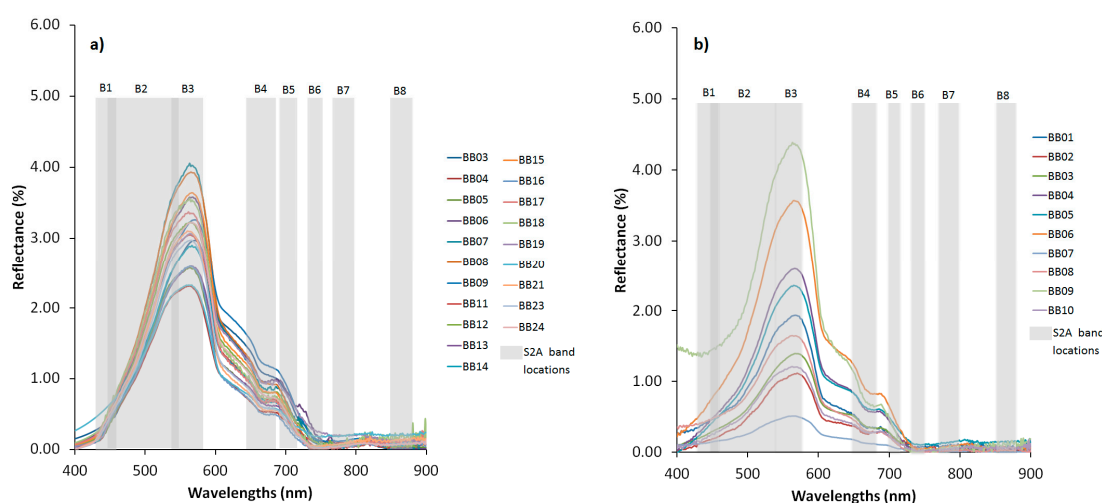 a)
6.00
5.00
4.00
3.00
2.00
1.00
0.00
Reflectance (%)
B1 B2 B3 B4 B5 B6 B7 B8
400 500 600 700 800 900
Wavelengths (nm)
BB03 BB15
BB04 BB16
BB05 BB17
BB06 BB18
BB07 BB19
BB08 BB20
BB09 BB21
BB11 BB23
BB12 BB24
BB13
BB14
S2A band
locations
b)
6.00
5.00
4.00
3.00
2.00
1.00
0.00
Reflectance (%)
B1 B2 B3 B4 B5 B6 B7 B8
400 500 600 700 800 900
Wavelengths (nm)
BB01
BB02
BB03
BB04
BB05
BB06
BB07
BB08
BB09
BB10
S2A band
locations